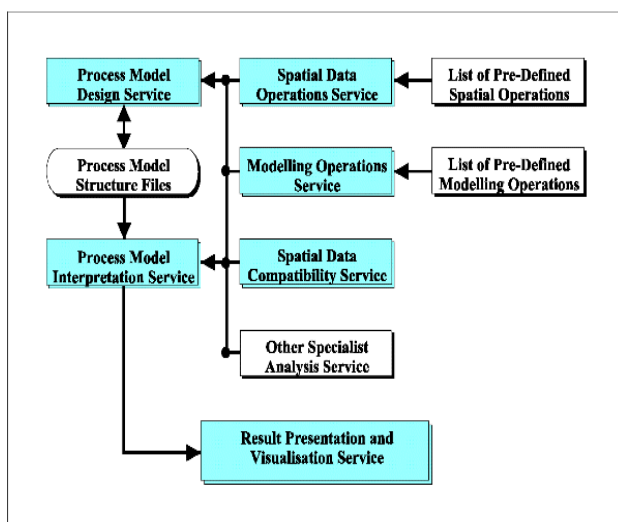 Process Model
Design Service
Spatial Data
Operations Service
List of Pre-Defined
Spatial Operations
Process Model
Structure Files
Modelling Operations
Service
List of Pre-Defined
Modelling Operations
Process Model
Interpretation Service
Spatial Data
Compatibility Service
Other Specialist
Analysis Service
Result Presentation and
Visualisation Service